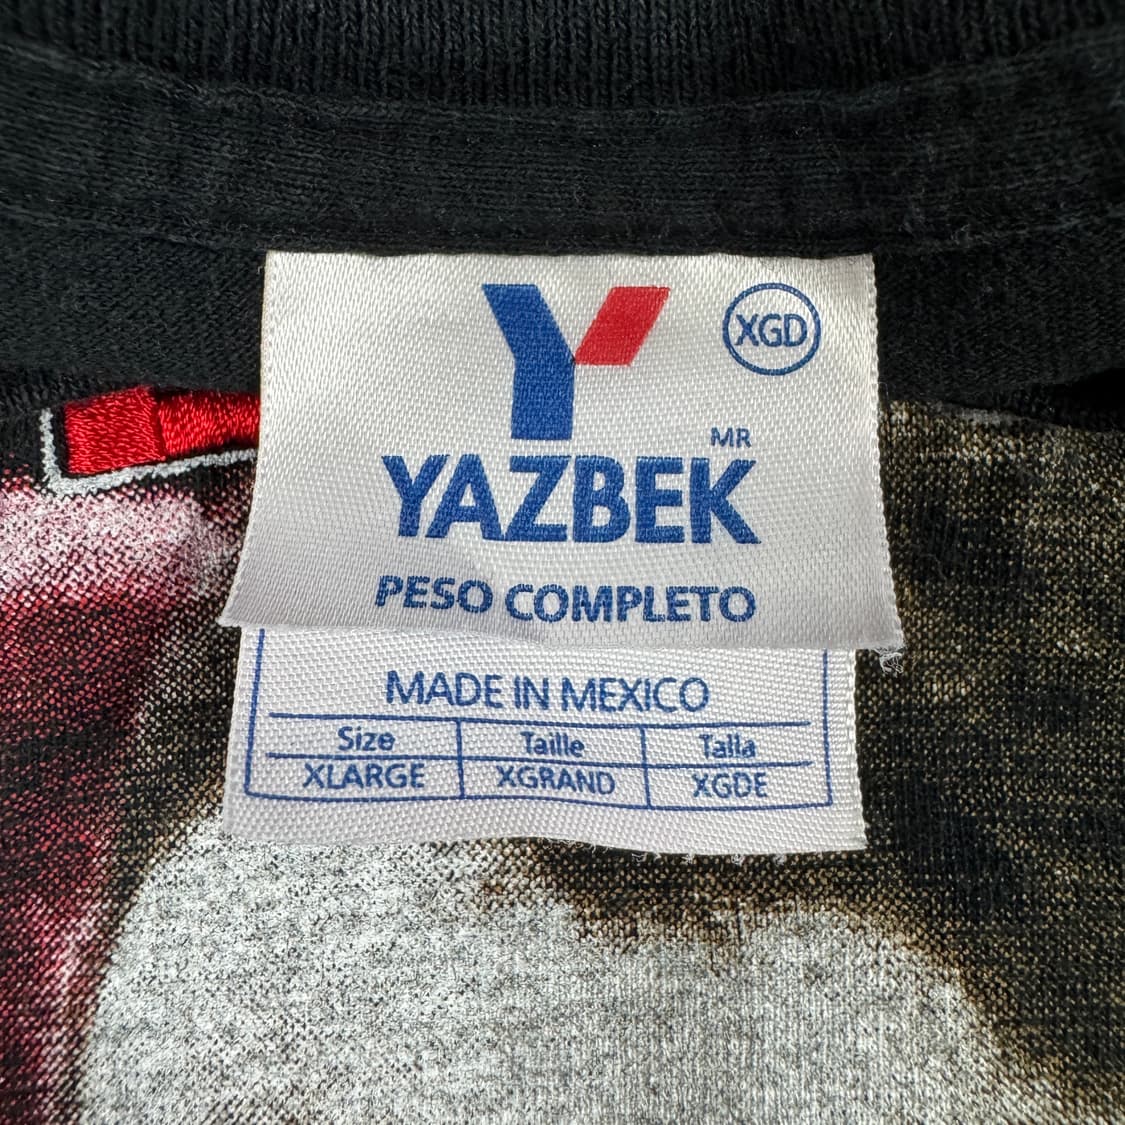 XGD
MR
YAZBEK
PESO COMPLETO
MADE IN MEXICO
Size Taille Talla
XLARGE XGRAND XGDE